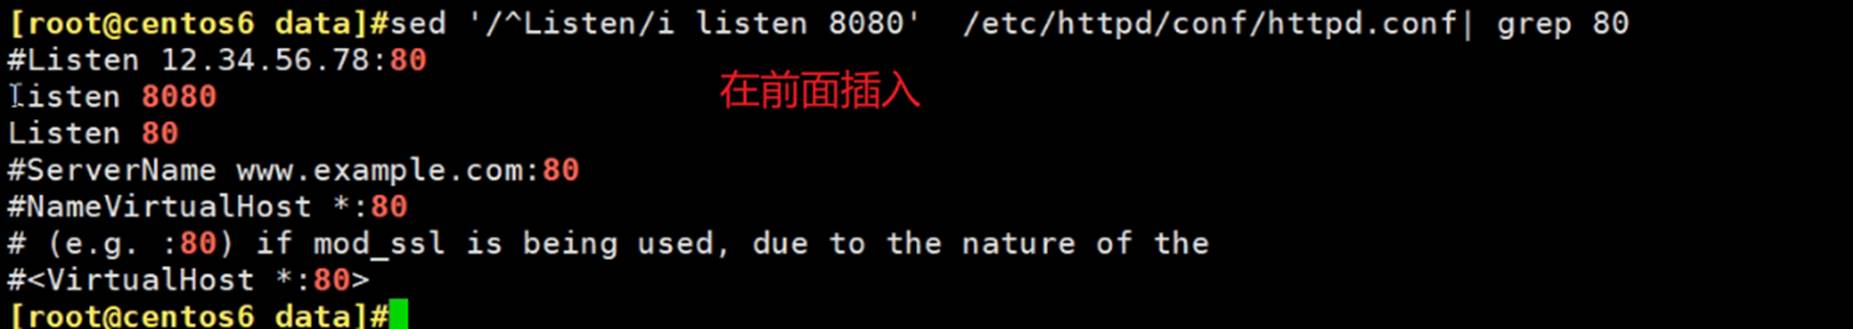 [root@centos6 data]#sed '/^Listen/i listen 8080'  /etc/httpd/conf/httpd.conf| grep 80
#Listen 12.34.56.78:80
listen 8080
在前面插入
Listen 80
#ServerName www.example.com:80
#NameVirtualHost *:80
# (e.g. :80) if mod_ssl is being used, due to the nature of the
#<VirtualHost *:80>
[root@centos6 data]#